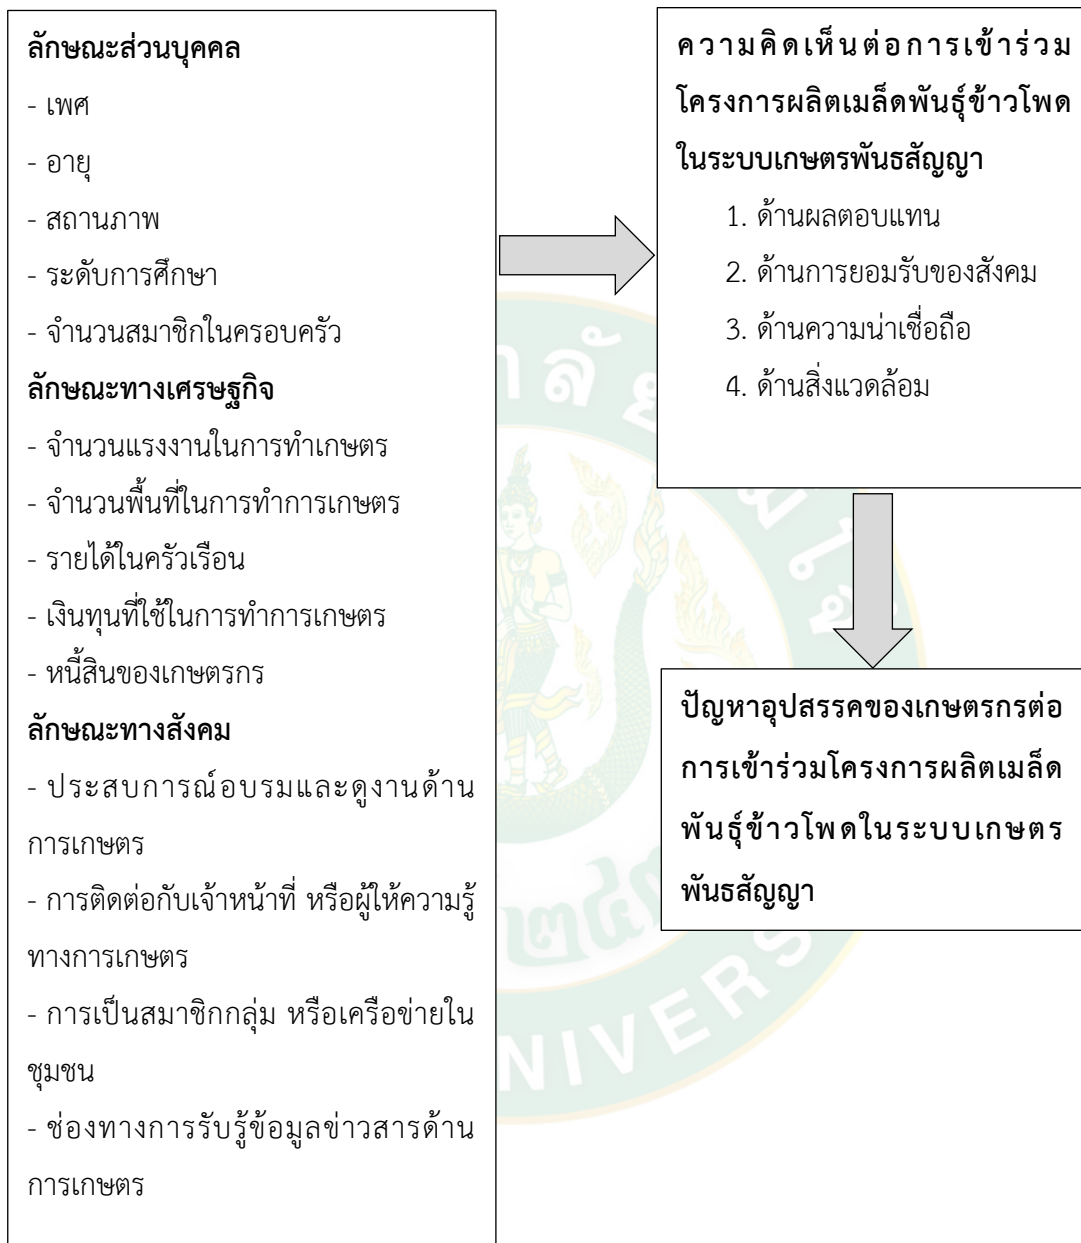 ลักษณะส่วนบุคคล
- เพศ
- อายุ
- สถานภาพ
- ระดับการศึกษา
- จำนวนสมาชิกในครอบครัว
ลักษณะทางเศรษฐกิจ
- จำนวนแรงงานในการทำเกษตร
- จำนวนพื้นที่ในการทำการเกษตร
- รายได้ในครัวเรือน
- เงินทุนที่ใช้ในการทำการเกษตร
- หนี้สินของเกษตรกร
ลักษณะทางสังคม
- ประสบการณ์อบรมและดูงานด้าน
การเกษตร
- การติดต่อกับเจ้าหน้าที่ หรือผู้ให้ความรู้
ทางการเกษตร
- การเป็นสมาชิกกลุ่ม หรือเครือข่ายใน
ชุมชน
- ช่องทางการรับรู้ข้อมูลข่าวสารด้าน
การเกษตร
ความคิดเห็นต่อการเข้าร่วม
โครงการผลิตเมล็ดพันธุ์ข้าวโพด
ในระบบเกษตรพันธสัญญา
1. ด้านผลตอบแทน
2. ด้านการยอมรับของสังคม
3. ด้านความน่าเชื่อถือ
4. ด้านสิ่งแวดล้อม
ปัญหาอุปสรรคของเกษตรกรต่อ
การเข้าร่วมโครงการผลิตเมล็ด
พันธุ์ข้าวโพดในระบบเกษตร
พันธสัญญา